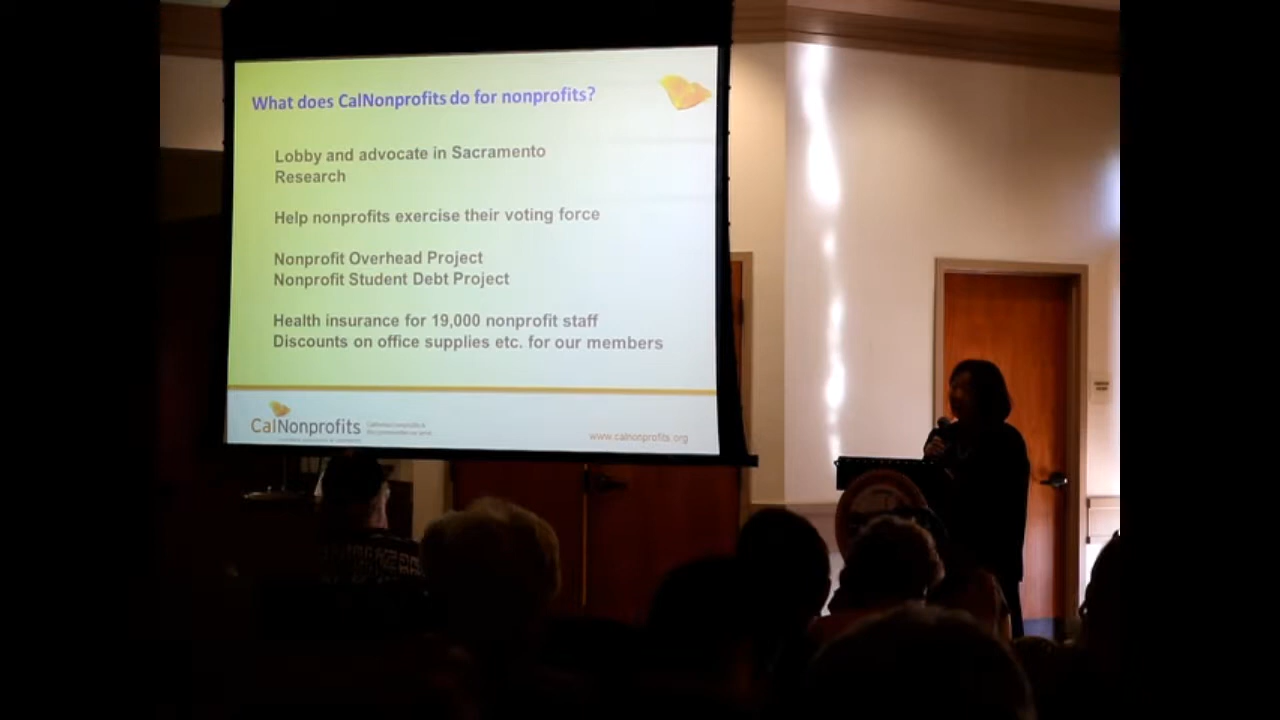 What does CalNonprofits do for nonprofits?
Lobby and advocate in Sacramento
Research
Help nonprofits exercise their voting force
Nonprofit Overhead Project
Nonprofit Student Debt Project
Health insurance for 19,000 nonprofit staff
Discounts on office supplies etc. for our members
CalNonprofits
www.calnonprofits.org